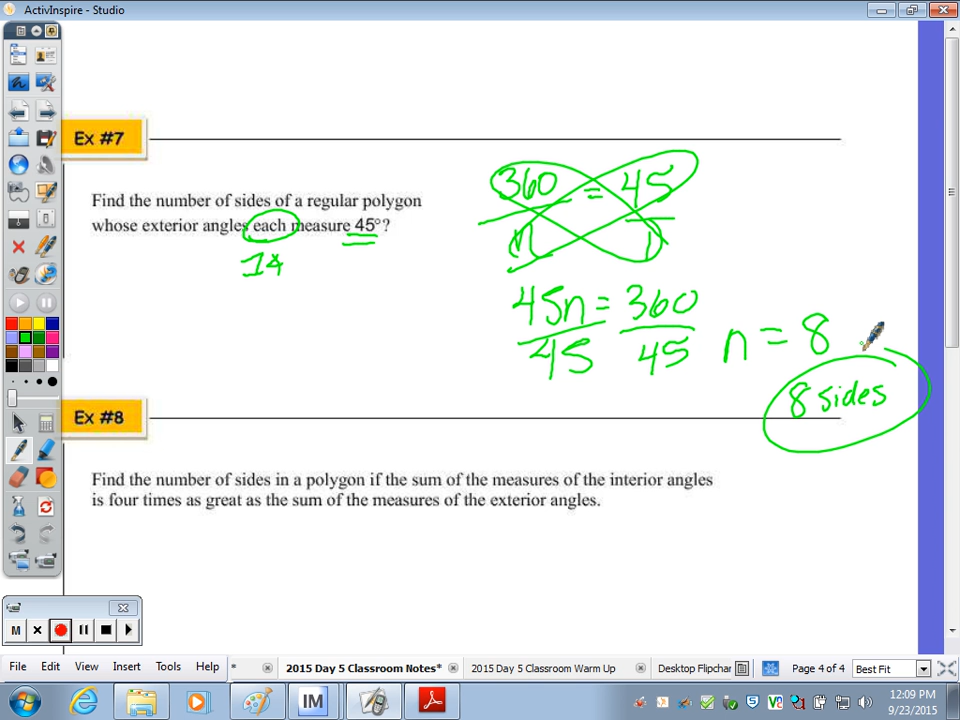 ActivInspire - Studio
Ex #7
Find the number of sides of a regular polygon
whose exterior angles each measure 45°?
14
360 = 45
n 1
45n = 360
45 45
n = 8
8 sides
Ex #8
Find the number of sides in a polygon if the sum of the measures of the interior angles
is four times as great as the sum of the measures of the exterior angles.
M
File Edit View Insert Tools Help
* 2015 Day 5 Classroom Notes* 2015 Day 5 Classroom Warm Up Desktop Flipchar
Page 4 of 4 Best Fit
IM
12:09 PM
9/23/2015